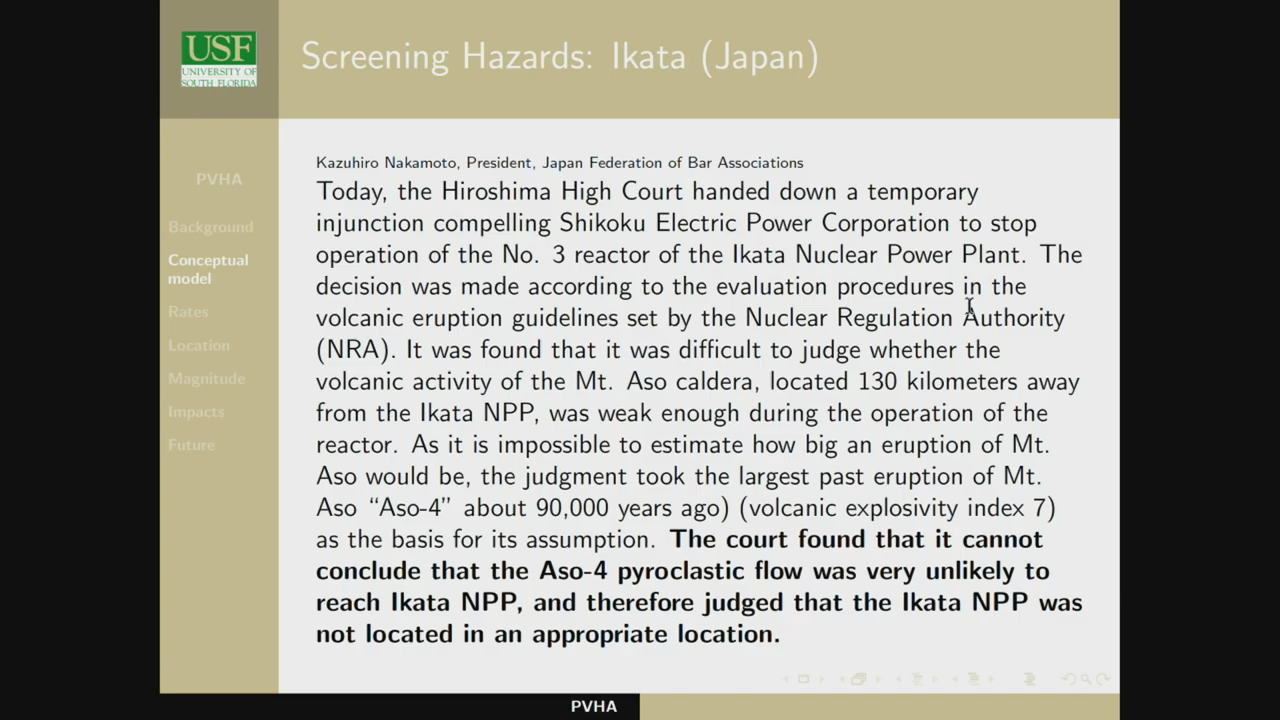 USF
UNIVERSITY OF
SOUTH FLORIDA
Screening Hazards: Ikata (Japan)
PVHA
Background
Conceptual
model
Rates
Location
Magnitude
Impacts
Future
Kazuhiro Nakamoto, President, Japan Federation of Bar Associations
Today, the Hiroshima High Court handed down a temporary
injunction compelling Shikoku Electric Power Corporation to stop
operation of the No. 3 reactor of the Ikata Nuclear Power Plant. The
decision was made according to the evaluation procedures in the
volcanic eruption guidelines set by the Nuclear Regulation Authority
(NRA). It was found that it was difficult to judge whether the
volcanic activity of the Mt. Aso caldera, located 130 kilometers away
from the Ikata NPP, was weak enough during the operation of the
reactor. As it is impossible to estimate how big an eruption of Mt.
Aso would be, the judgment took the largest past eruption of Mt.
Aso “Aso-4” about 90,000 years ago) (volcanic explosivity index 7)
as the basis for its assumption. The court found that it cannot
conclude that the Aso-4 pyroclastic flow was very unlikely to
reach Ikata NPP, and therefore judged that the Ikata NPP was
not located in an appropriate location.
PVHA